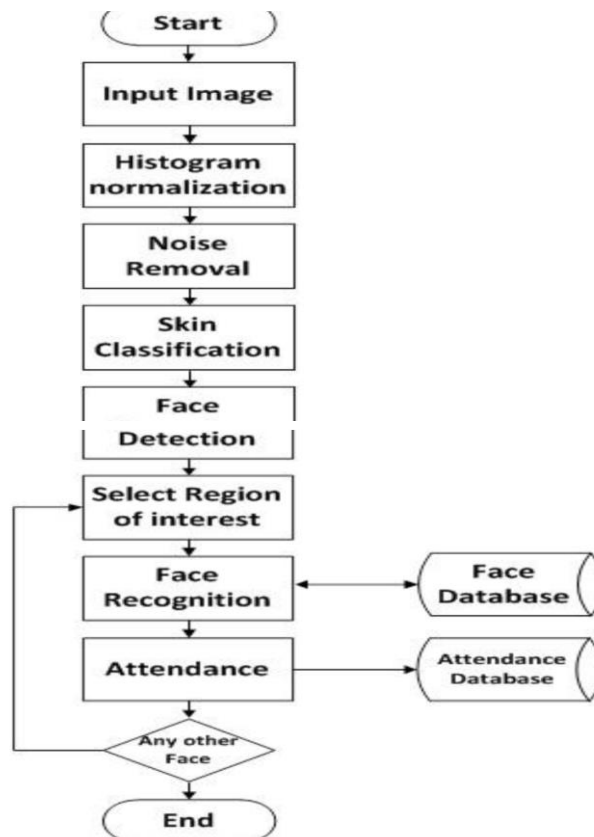 Start
Input Image
Histogram
normalization
Noise
Removal
Skin
Classification
Face
Detection
Select Region
of interest
Face
Recognition
Face
Database
Attendance
Attendance
Database
Any other
Face
End